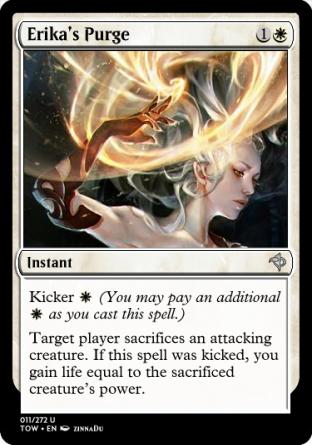 Erika's Purge 1
Instant
Kicker (You may pay an additional
as you cast this spell.)
Target player sacrifices an attacking
creature. If this spell was kicked, you
gain life equal to the sacrificed
creature's power.
011/272 U
TOW • EN zinnaDu